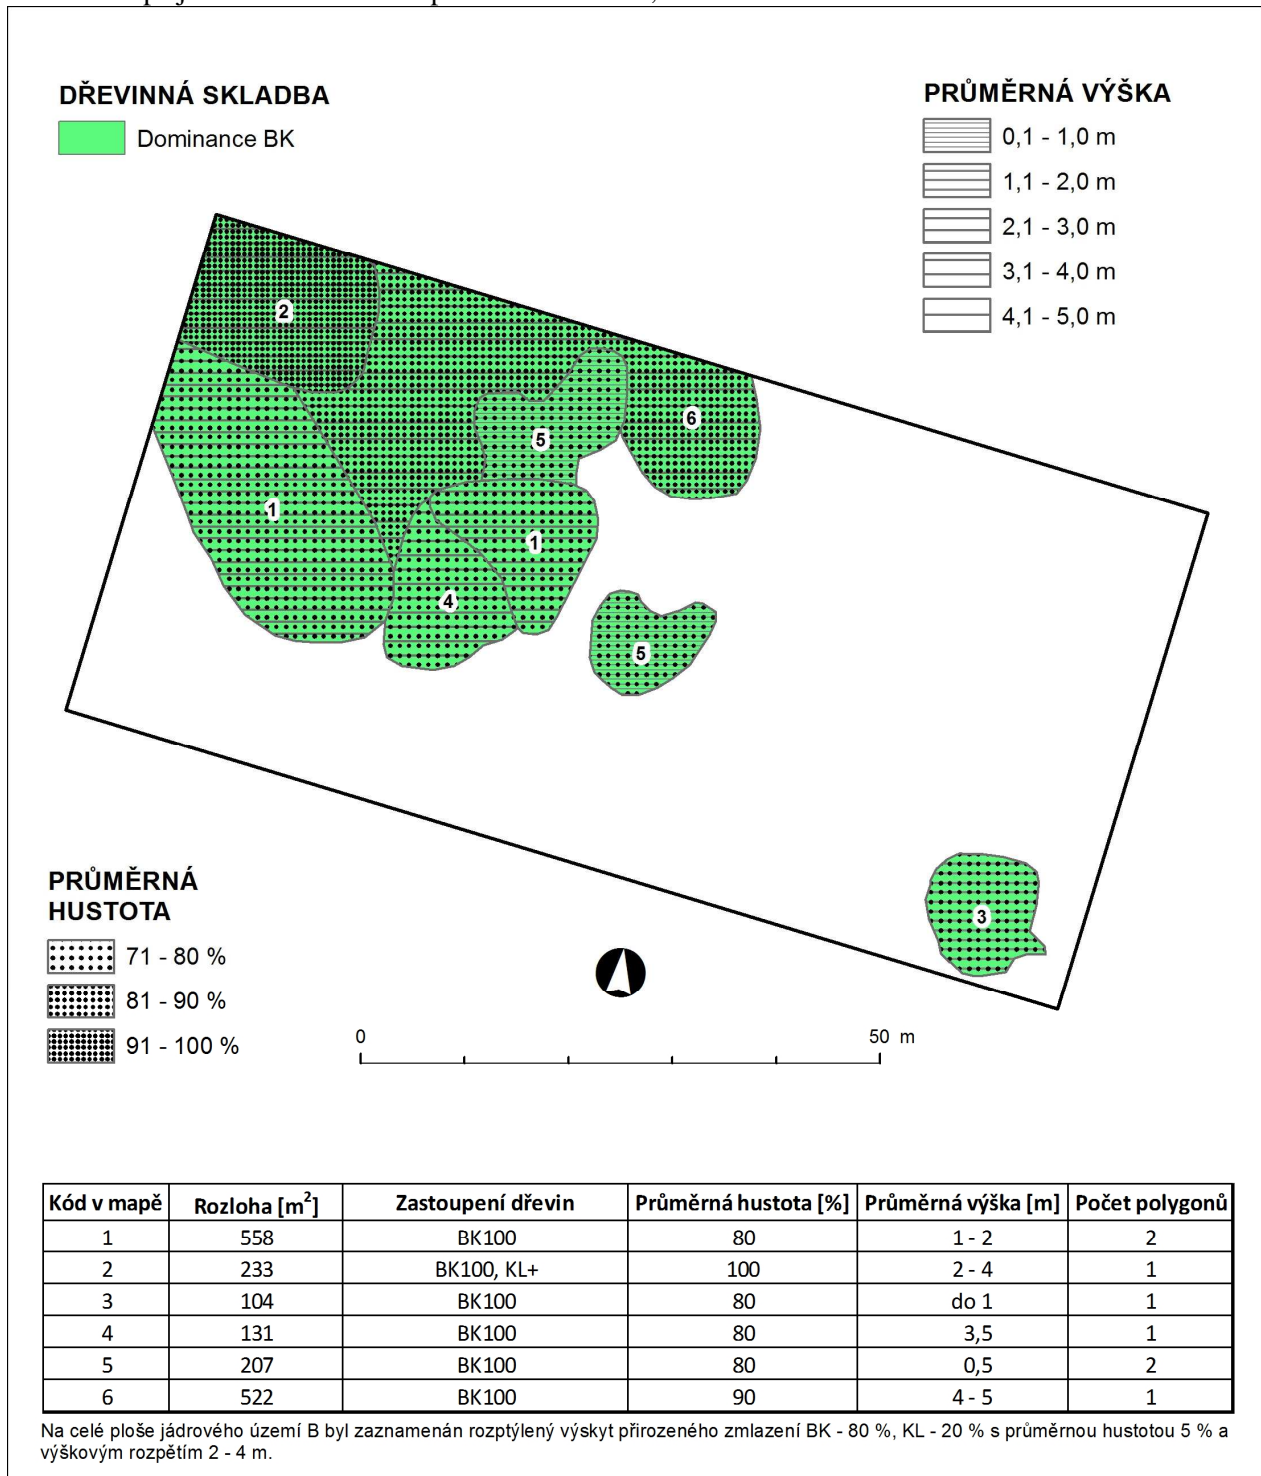 DŘEVINNÁ SKLADBA
Dominance BK
PRŮMĚRNÁ VÝŠKA
0,1 - 1,0 m
1,1 - 2,0 m
2,1 - 3,0 m
3,1 - 4,0 m
4,1 - 5,0 m
2
6
5
1
1
4
5
3
PRŮMĚRNÁ
HUSTOTA
71 - 80 %
81 - 90 %
91 - 100 %
0 50 m
Kód v mapě Rozloha [m²] Zastoupení dřevin Průměrná hustota [%] Průměrná výška [m] Počet polygonů
1 558 BK100 80 1 - 2 2
2 233 BK100, KL+ 100 2 - 4 1
3 104 BK100 80 do 1 1
4 131 BK100 80 3,5 1
5 207 BK100 80 0,5 2
6 522 BK100 90 4 - 5 1
Na celé ploše jádrového území B byl zaznamenán rozptýlený výskyt přirozeného zmlazení BK - 80 %, KL - 20 % s průměrnou hustotou 5 % a
výškovým rozpětím 2 - 4 m.